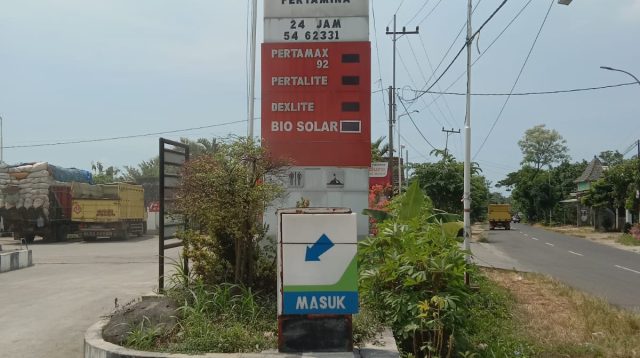 PERTAMINA
24 JAM
54 62331
PERTAMAX
92
PERTALITE
DEXLITE
BIO SOLAR
MASUK